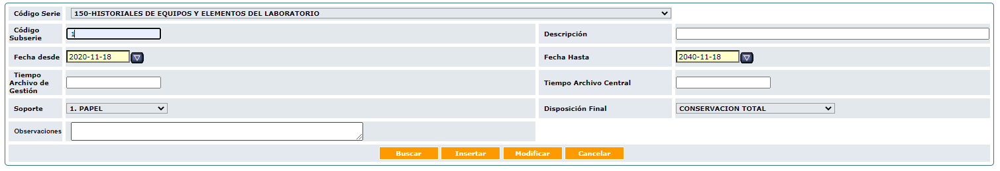 Código Serie
150-HISTORIALES DE EQUIPOS Y ELEMENTOS DEL LABORATORIO
Código
Subserie
1
Descripción
Fecha desde
2020-11-18
Fecha Hasta
2040-11-18
Tiempo
Archivo de
Gestión
Tiempo Archivo Central
Soporte
1. PAPEL
Disposición Final
CONSERVACION TOTAL
Observaciones
Buscar
Insertar
Modificar
Cancelar